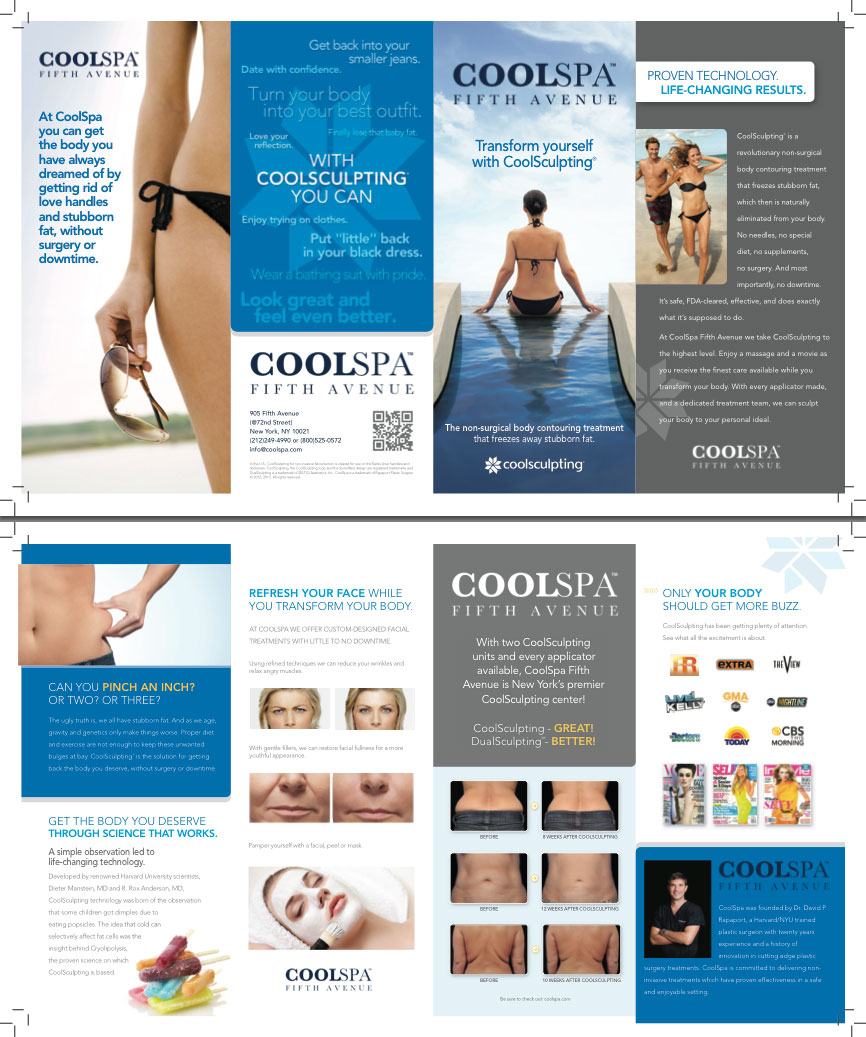 COOLSPA™
FIFTH AVENUE
At CoolSpa
you can get
the body you
have always
dreamed of by
getting rid of
love handles
and stubborn
fat, without
surgery or
downtime.
Get back into your
smaller jeans.
Date with confidence.
Turn your body
into your best outfit.
Love your
reflection.
Finally lose that baby fat.
WITH
COOLSCULPTING®
YOU CAN
Enjoy trying on clothes.
Put "little" back
in your black dress.
Wear a bathing suit with pride.
Look great and
feel even better.
COOLSPA™
FIFTH AVENUE
905 Fifth Avenue
(@72nd Street)
New York, NY 10021
(212)249-4990 or (800)525-0572
info@coolspa.com
COOLSPA™
FIFTH AVENUE
Transform yourself
with CoolSculpting®
The non-surgical body contouring treatment
that freezes away stubborn fat.
coolsculpting
PROVEN TECHNOLOGY.
LIFE-CHANGING RESULTS.
CoolSculpting® is a
revolutionary non-surgical
body contouring treatment
that freezes stubborn fat,
which then is naturally
eliminated from your body.
No needles, no special
diet, no supplements,
no surgery. And most
importantly, no downtime.
It's safe, FDA-cleared, effective, and does exactly
what it's supposed to do.
At CoolSpa Fifth Avenue we take CoolSculpting to
the highest level. Enjoy a massage and a movie as
you receive the finest care available while you
transform your body. With every applicator made,
and a dedicated treatment team, we can sculpt
your body to your personal ideal.
COOLSPA™
FIFTH AVENUE
CAN YOU PINCH AN INCH?
OR TWO? OR THREE?
The ugly truth is, we all have stubborn fat. And as we age,
gravity and genetics only make things worse. Proper diet
and exercise are not enough to keep these unwanted
bulges at bay. CoolSculpting® is the solution for getting
back the body you deserve, without surgery or downtime.
GET THE BODY YOU DESERVE
THROUGH SCIENCE THAT WORKS.
A simple observation led to
life-changing technology.
Developed by renowned Harvard University scientists,
Dieter Manstein, MD and R. Rox Anderson, MD,
CoolSculpting technology was born of the observation
that some children got dimples due to
eating popsicles. The idea that cold can
selectively affect fat cells was the
insight behind Cryolipolysis,
the proven science on which
CoolSculpting is based.
REFRESH YOUR FACE WHILE
YOU TRANSFORM YOUR BODY.
AT COOLSPA WE OFFER CUSTOM-DESIGNED FACIAL
TREATMENTS WITH LITTLE TO NO DOWNTIME.
Using refined techniques we can reduce your wrinkles and
relax angry muscles.
With gentle fillers, we can restore facial fullness for a more
youthful appearance.
Pamper yourself with a facial, peel or mask.
COOLSPA™
FIFTH AVENUE
COOLSPA™
FIFTH AVENUE
With two CoolSculpting
units and every applicator
available, CoolSpa Fifth
Avenue is New York's premier
CoolSculpting center!
CoolSculpting - GREAT!
DualSculpting™ - BETTER!
BEFORE
8 WEEKS AFTER COOLSCULPTING
BEFORE
12 WEEKS AFTER COOLSCULPTING
BEFORE
10 WEEKS AFTER COOLSCULPTING
Be sure to check out: coolspa.com
ONLY YOUR BODY
SHOULD GET MORE BUZZ.
CoolSculpting has been getting plenty of attention.
See what all the excitement is about.
extra
THE VIEW
LIVE!
KELLY
GMA
abc
NIGHTLINE
The Doctors
TODAY
CBS
THIS
MORNING
SELF
COOLSPA™
FIFTH AVENUE
CoolSpa was founded by Dr. David P.
Rapaport, a Harvard/NYU trained
plastic surgeon with twenty years
experience and a history of
innovation in cutting edge plastic
surgery treatments. CoolSpa is committed to delivering non-
invasive treatments which have proven effectiveness in a safe
and enjoyable setting.